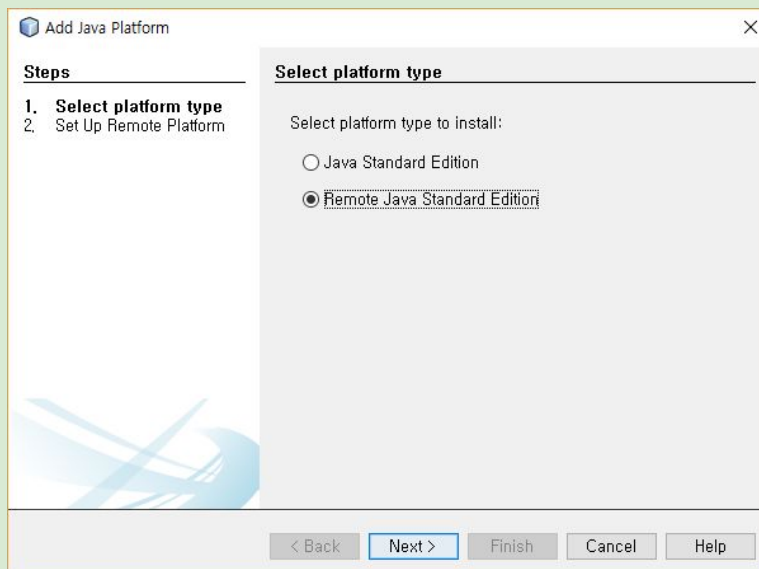 Add Java Platform
Steps
1. Select platform type
2. Set Up Remote Platform
Select platform type
Select platform type to install:
Java Standard Edition
Remote Java Standard Edition
< Back
Next >
Finish
Cancel
Help